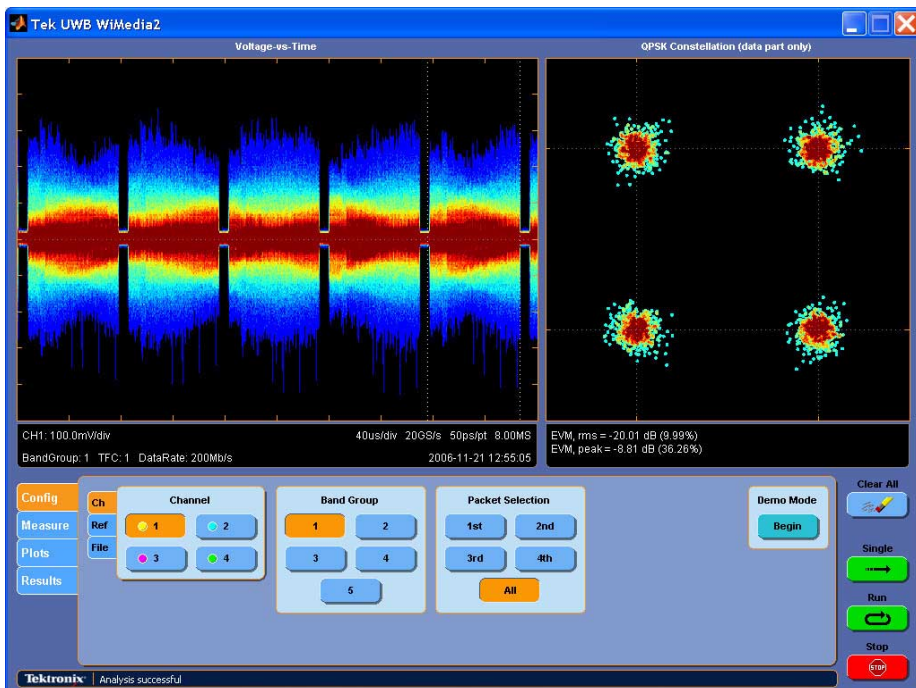 Tek UWB WiMedia2
Voltage-vs-Time
QPSK Constellation (data part only)
CH1: 100.0mV/div
40us/div 20GS/s 50ps/pt 8.00MS
BandGroup: 1 TFC: 1 DataRate: 200Mb/s
2006-11-21 12:55:05
EVM, rms = -20.01 dB (9.99%)
EVM, peak = -8.81 dB (36.26%)
Config
Measure
Plots
Results
Ch
Ref
File
Channel
1
2
3
4
Band Group
1
2
3
4
5
Packet Selection
1st
2nd
3rd
4th
All
Demo Mode
Begin
Clear All
Single
Run
Stop
STOP
Tektronix
Analysis successful